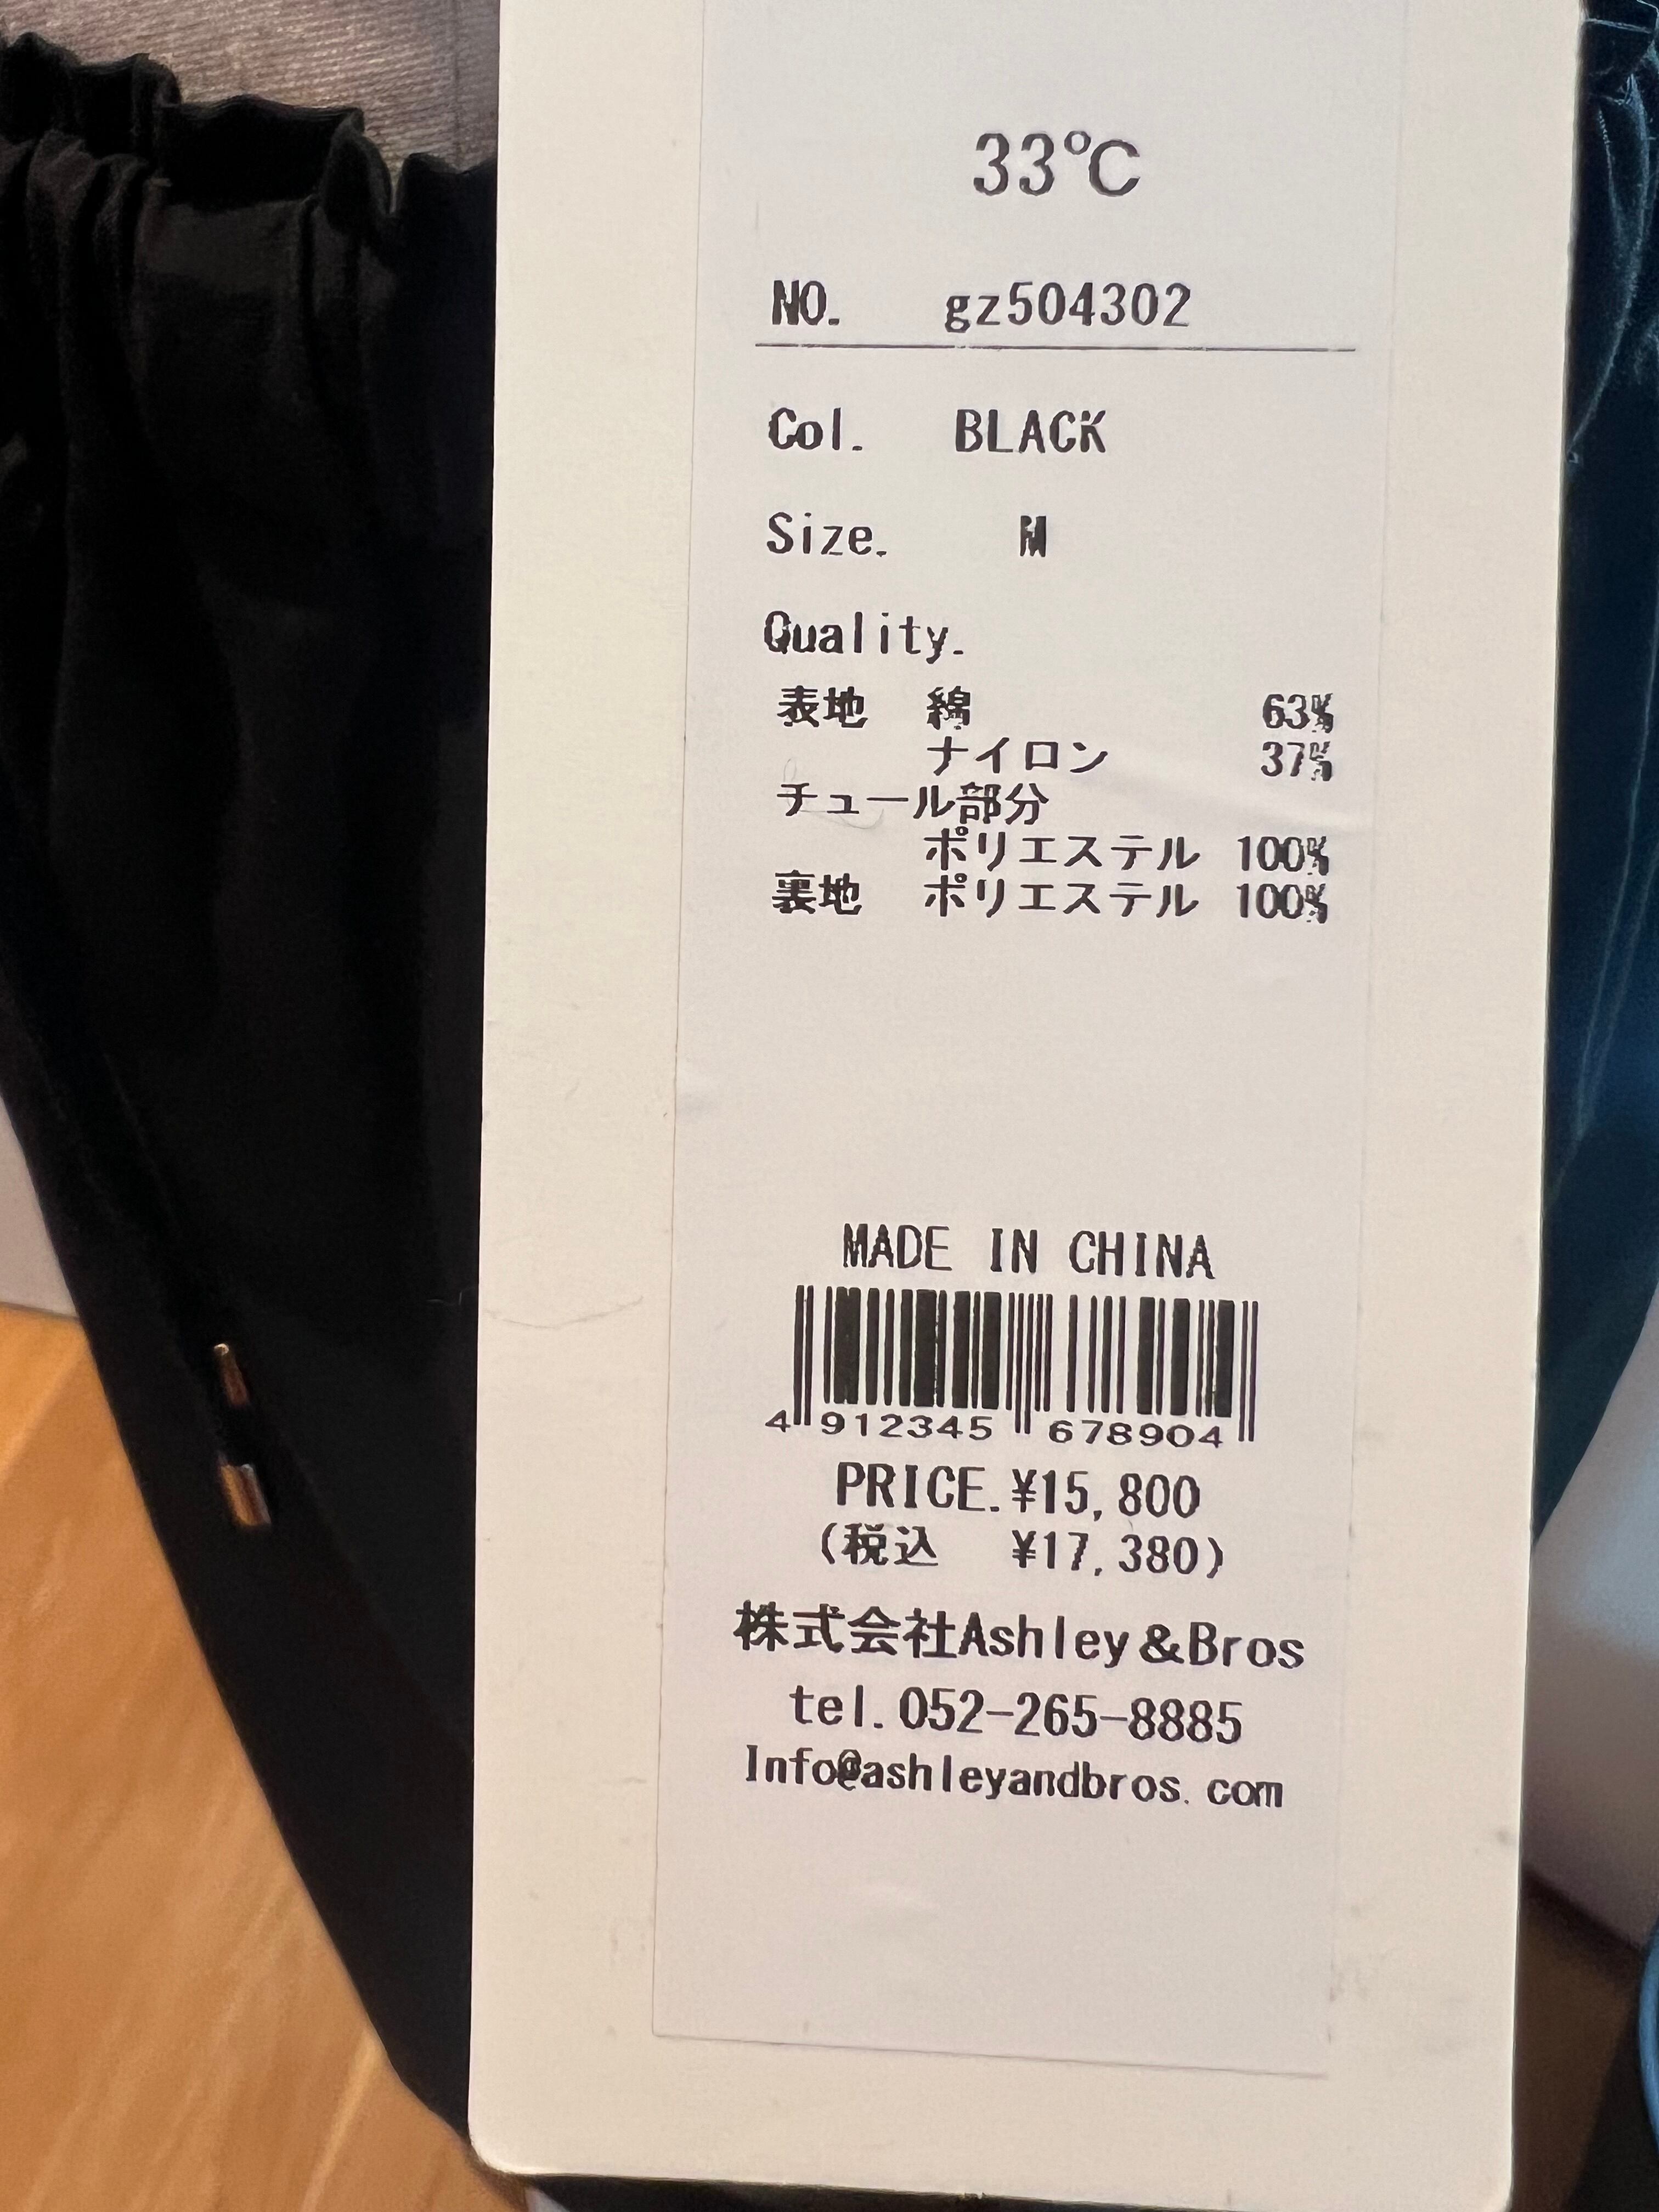 33℃
NO. gz504302
Col. BLACK
Size. M
Quality.
表地 綿 63%
ナイロン 37%
チュール部分
ポリエステル 100%
裏地 ポリエステル 100%
MADE IN CHINA
4 912345 678904
PRICE.¥15,800
(税込 ¥17,380)
株式会社Ashley&Bros
tel.052-265-8885
Info@ashleyandbros.com